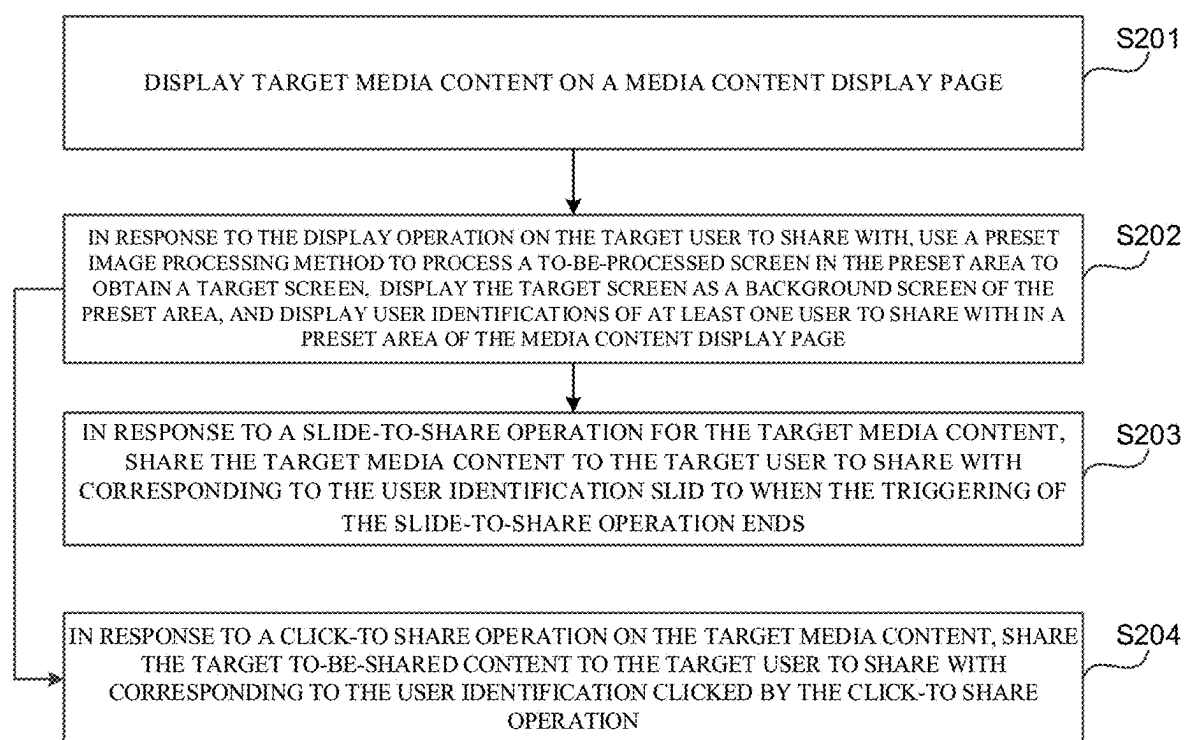 S201
DISPLAY TARGET MEDIA CONTENT ON A MEDIA CONTENT DISPLAY PAGE
S202
IN RESPONSE TO THE DISPLAY OPERATION ON THE TARGET USER TO SHARE WITH, USE A PRESET
IMAGE PROCESSING METHOD TO PROCESS A TO-BE-PROCESSED SCREEN IN THE PRESET AREA TO
OBTAIN A TARGET SCREEN, DISPLAY THE TARGET SCREEN AS A BACKGROUND SCREEN OF THE
PRESET AREA, AND DISPLAY USER IDENTIFICATIONS OF AT LEAST ONE USER TO SHARE WITH IN A
PRESET AREA OF THE MEDIA CONTENT DISPLAY PAGE
S203
IN RESPONSE TO A SLIDE-TO-SHARE OPERATION FOR THE TARGET MEDIA CONTENT,
SHARE THE TARGET MEDIA CONTENT TO THE TARGET USER TO SHARE WITH
CORRESPONDING TO THE USER IDENTIFICATION SLID TO WHEN THE TRIGGERING OF
THE SLIDE-TO-SHARE OPERATION ENDS
S204
IN RESPONSE TO A CLICK-TO SHARE OPERATION ON THE TARGET MEDIA CONTENT, SHARE
THE TARGET TO-BE-SHARED CONTENT TO THE TARGET USER TO SHARE WITH
CORRESPONDING TO THE USER IDENTIFICATION CLICKED BY THE CLICK-TO SHARE
OPERATION